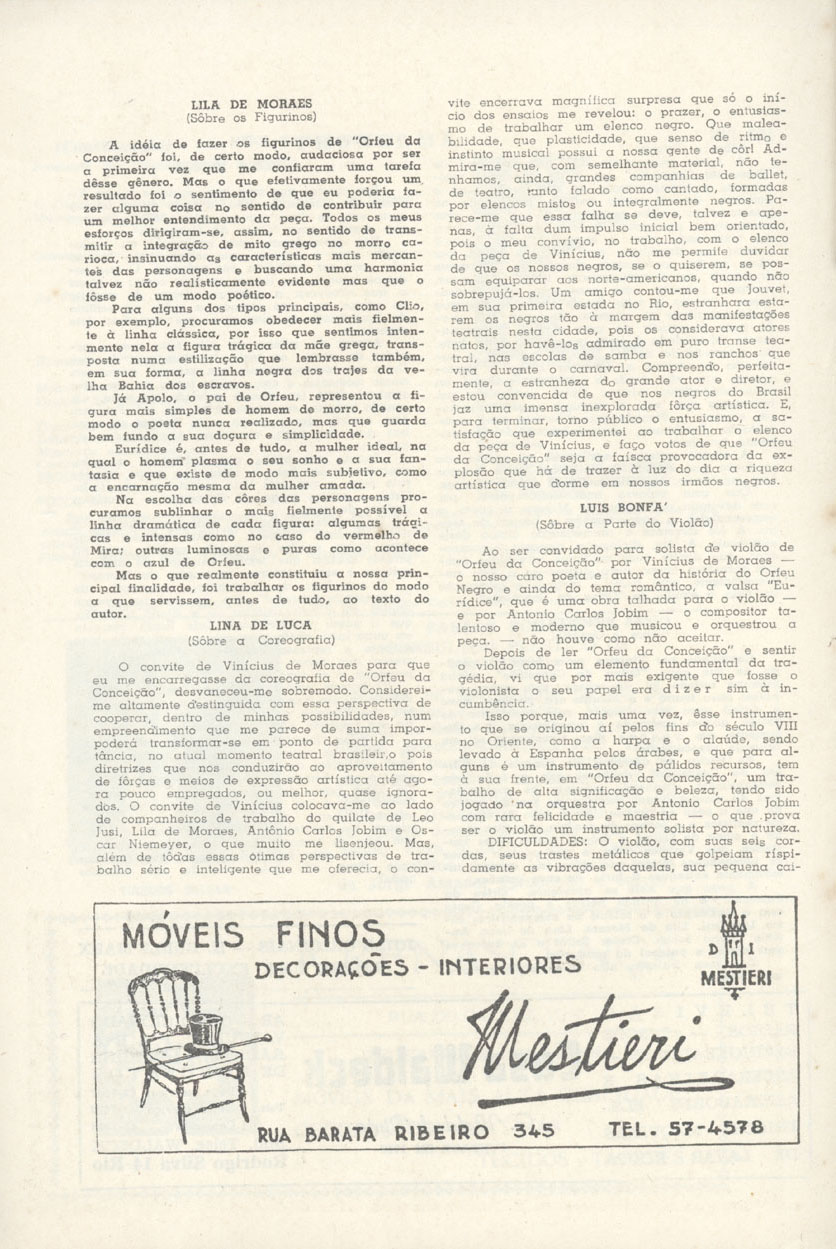 LILA DE MORAES
(Sôbre os Figurinos)
A idéia de fazer os figurinos de "Orfeu da
Conceição" foi, de certo modo, audaciosa por ser
a primeira vez que me confiaram uma tarefa
dêsse gênero. Mas o que efetivamente forçou um
resultado foi o sentimento de que eu poderia fa-
zer alguma coisa no sentido de contribuir para
um melhor entendimento da peça. Todos os meus
esforços dirigiram-se, assim, no sentido de trans-
mitir a integração de mito grego no morro ca-
rioca, insinuando as características mais mercan-
tes das personagens e buscando uma harmonia
talvez não realìsticamente evidente mas que o
fôsse de um modo poético.
Para alguns dos tipos principais, como Clio,
por exemplo, procuramos obedecer mais fielmen-
te à linha clássica, por isso que sentimos inten-
mente nela a figura trágica da mãe grega, trans-
posta numa estilização que lembrasse também,
em sua forma, a linha negra dos trajes da ve-
lha Bahia dos escravos.
Já Apolo, o pai de Orfeu, representou a fi-
gura mais simples de homem de morro, de certo
modo o poeta nunca realizado, mas que guarda
bem fundo a sua doçura e simplicidade.
Eurídice é, antes de tudo, a mulher ideal, na
qual o homem plasma o seu sonho e a sua fan-
tasia e que existe de modo mais subjetivo, como
a encarnação mesma da mulher amada.
Na escolha das côres das personagens pro-
curamos sublinhar o mais fielmente possível a
linha dramática de cada figura: algumas trági-
cas e intensas como no caso do vermelho de
Mira; outras luminosas e puras como acontece
com o azul de Orfeu.
Mas o que realmente constituiu a nossa prin-
cipal finalidade, foi trabalhar os figurinos do modo
a que servissem, antes de tudo, ao texto do
autor.
LINA DE LUCA
(Sôbre a Coreografia)
O convite de Vinícius de Moraes para que
eu me encarregasse da coreografia de "Orfeu da
Conceição", desvaneceu-me sobremodo. Considerei-
me altamente distinguida com essa perspectiva de
cooperar, dentro de minhas possibilidades, num
empreendimento que me parece de suma impor-
poderá transformar-se em ponto de partida para
tância, no atual momento teatral brasileiro pois
diretrizes que nos conduzirão ao aproveitamento
de fôrças e meios de expressão artística até ago-
ra pouco empregados, ou melhor, quase ignora-
dos. O convite de Vinícius colocava-me ao lado
de companheiros de trabalho do quilate de Leo
Jusi, Lila de Moraes, Antônio Carlos Jobim e Os-
car Niemeyer, o que muito me lisonjeou. Mas,
além de tôdas essas ótimas perspectivas de tra-
balho sério e inteligente que me oferecia, o con-
vite encerrava magnífica surpresa que só o iní-
cio dos ensaios me revelou: o prazer, o entusias-
mo de trabalhar um elenco negro. Que malea-
bilidade, que plasticidade, que senso de ritmo e
instinto musical possui a nossa gente de côr! Ad-
mira-me que, com semelhante material, não te-
nhamos, ainda, grandes companhias de ballet,
de teatro, tanto falado como cantado, formadas
por elencos mistos ou integralmente negros. Pa-
rece-me que essa falha se deve, talvez e ape-
nas, à falta dum impulso inicial bem orientado,
pois o meu convívio, no trabalho, com o elenco
da peça de Vinícius, não me permite duvidar
de que os nossos negros, se o quiserem, se pos-
sam equiparar aos norte-americanos, quando não
sobrepujá-los. Um amigo contou-me que Jouvet,
em sua primeira estada no Rio, estranhara esta-
rem os negros tão à margem das manifestações
teatrais nesta cidade, pois os considerava atores
natos, por havê-los admirado em puro transe tea-
tral, nas escolas de samba e nos ranchos que
vira durante o carnaval. Compreendo, perfeita-
mente, a estranheza do grande ator e diretor, e
estou convencida de que nos negros do Brasil
jaz uma imensa inexplorada fôrça artística. E,
para terminar, torno público o entusiasmo, a sa-
tisfação que experimentei ao trabalhar o elenco
da peça de Vinícius, e faço votos de que "Orfeu
da Conceição" seja a faísca provocadora da ex-
plosão que há de trazer à luz do dia a riqueza
artística que dorme em nossos irmãos negros.
LUIS BONFA'
(Sôbre a Parte do Violão)
Ao ser convidado para solista de violão de
"Orfeu da Conceição" por Vinícius de Moraes —
o nosso caro poeta e autor da história do Orfeu
Negro e ainda do tema romântico, a valsa "Eu-
rídice", que é uma obra talhada para o violão —
e por Antonio Carlos Jobim — o compositor ta-
lentoso e moderno que musicou e orquestrou a
peça. — não houve como não aceitar.
Depois de ler "Orfeu da Conceição" e sentir
o violão como um elemento fundamental da tra-
gédia, vi que por mais exigente que fosse o
violonista o seu papel era dizer sim à in-
cumbência.
Isso porque, mais uma vez, êsse instrumen-
to que se originou aí pelos fins do século VIII
no Oriente, como a harpa e o alaúde, sendo
levado à Espanha pelos árabes, e que para al-
guns é um instrumento de pálidos recursos, tem
à sua frente, em "Orfeu da Conceição", um tra-
balho de alta significação e beleza, tendo sido
jogado na orquestra por Antonio Carlos Jobim
com rara felicidade e maestria — o que prova
ser o violão um instrumento solista por natureza.
DIFICULDADES: O violão, com suas seis cor-
das, seus trastes metálicos que golpeiam ríspi-
damente as vibrações daquelas, sua pequena cai-
MÓVEIS FINOS
DECORAÇÕES - INTERIORES
D I
MESTIERI
Mestieri
RUA BARATA RIBEIRO 345 TEL. 57-4578